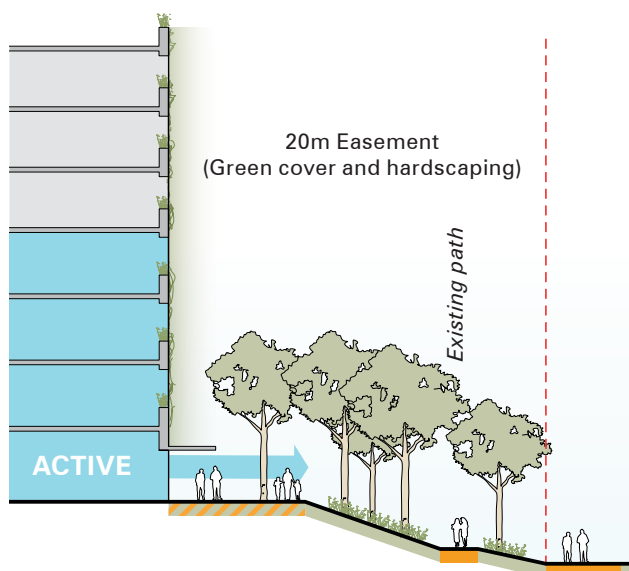 20m Easement
(Green cover and hardscaping)
Existing path
ACTIVE